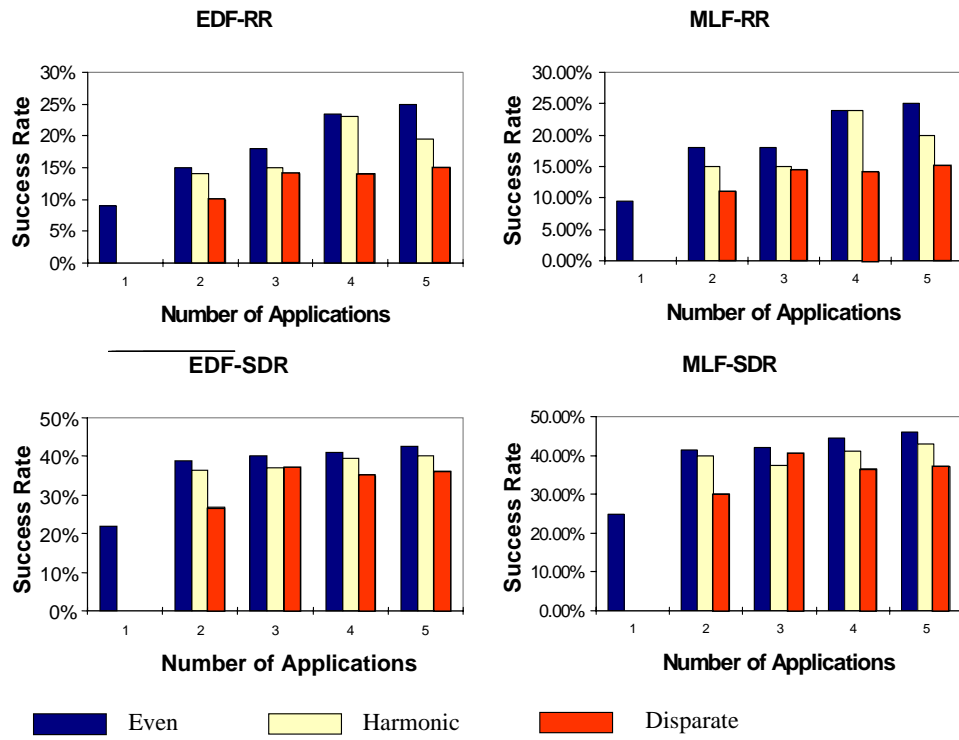 EDF-RR
30%
25%
20%
15%
10%
5%
0%
Success Rate
1 2 3 4 5
Number of Applications
MLF-RR
30.00%
25.00%
20.00%
15.00%
10.00%
5.00%
0.00%
Success Rate
1 2 3 4 5
Number of Applications
EDF-SDR
50%
40%
30%
20%
10%
0%
Success Rate
1 2 3 4 5
Number of Applications
MLF-SDR
50.00%
40.00%
30.00%
20.00%
10.00%
0.00%
Success Rate
1 2 3 4 5
Number of Applications
Even Harmonic Disparate